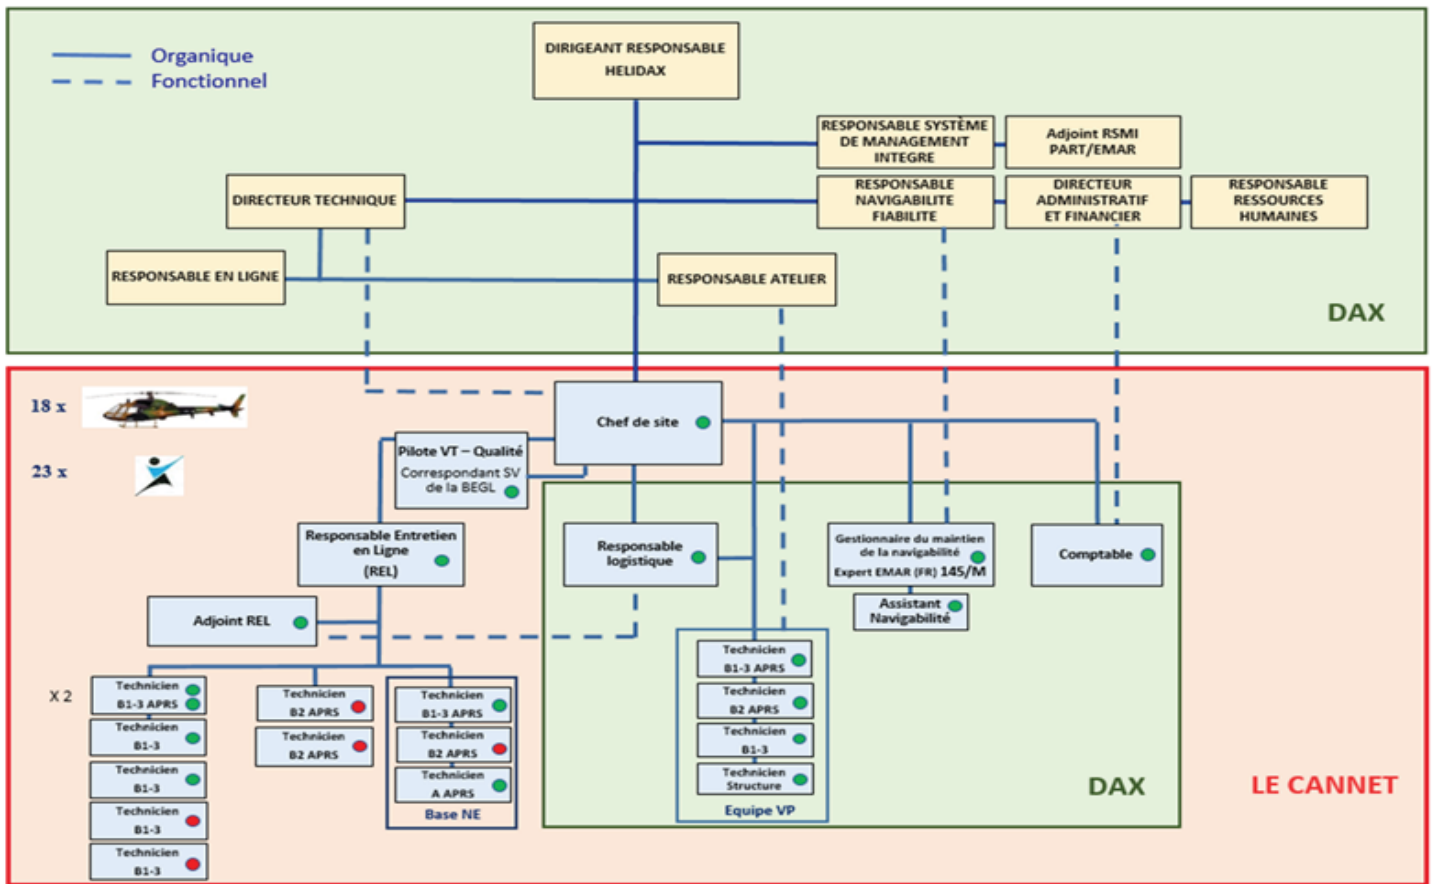 Organique
Fonctionnel
DIRIGEANT RESPONSABLE
HELIDAX
RESPONSABLE SYSTÈME
DE MANAGEMENT
INTEGRE
Adjoint RSMI
PART/EMAR
DIRECTEUR TECHNIQUE
RESPONSABLE
NAVIGABILITE
FIABILITE
DIRECTEUR
ADMINISTRATIF
ET FINANCIER
RESPONSABLE
RESSOURCES
HUMAINES
RESPONSABLE EN LIGNE
RESPONSABLE ATELIER
DAX
18 x
23 x
Chef de site
Pilote VT – Qualité
Correspondant SV
de la BEGL
Responsable Entretien
en Ligne
(REL)
Responsable
logistique
Gestionnaire du maintien
de la navigabilité
Expert EMAR (FR) 145/M
Comptable
Adjoint REL
Assistant
Navigabilité
X 2
Technicien
B1-3 APRS
Technicien
B1-3
Technicien
B1-3
Technicien
B1-3
Technicien
B1-3
Technicien
B2 APRS
Technicien
B2 APRS
Technicien
B1-3 APRS
Technicien
B2 APRS
Technicien
A APRS
Base NE
Technicien
B1-3 APRS
Technicien
B2 APRS
Technicien
B1-3
Technicien
Structure
Equipe VP
DAX
LE CANNET